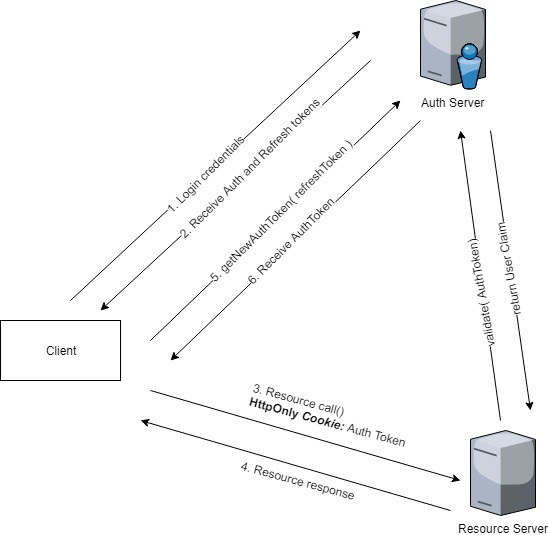 Auth Server
1. Login credentials
2. Receive Auth and Refresh tokens
5. getNewAuthToken( refreshToken )
6. Receive AuthToken
validate( AuthToken)
return User Claim
Client
3. Resource call()
HttpOnly Cookie: Auth Token
4. Resource response
Resource Server